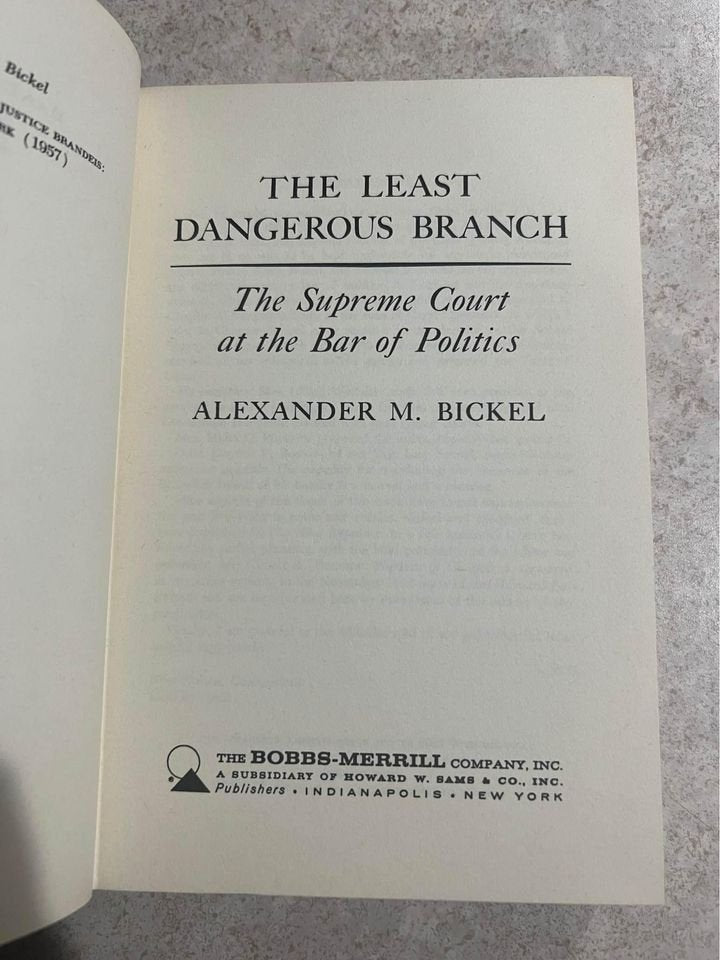 Bickel
JUSTICE BRANDEIS:
(1957)
THE LEAST
DANGEROUS BRANCH
The Supreme Court
at the Bar of Politics
ALEXANDER M. BICKEL
THE BOBBS-MERRILL COMPANY, INC.
A SUBSIDIARY OF HOWARD W. SAMS & CO., INC.
Publishers • INDIANAPOLIS • NEW YORK